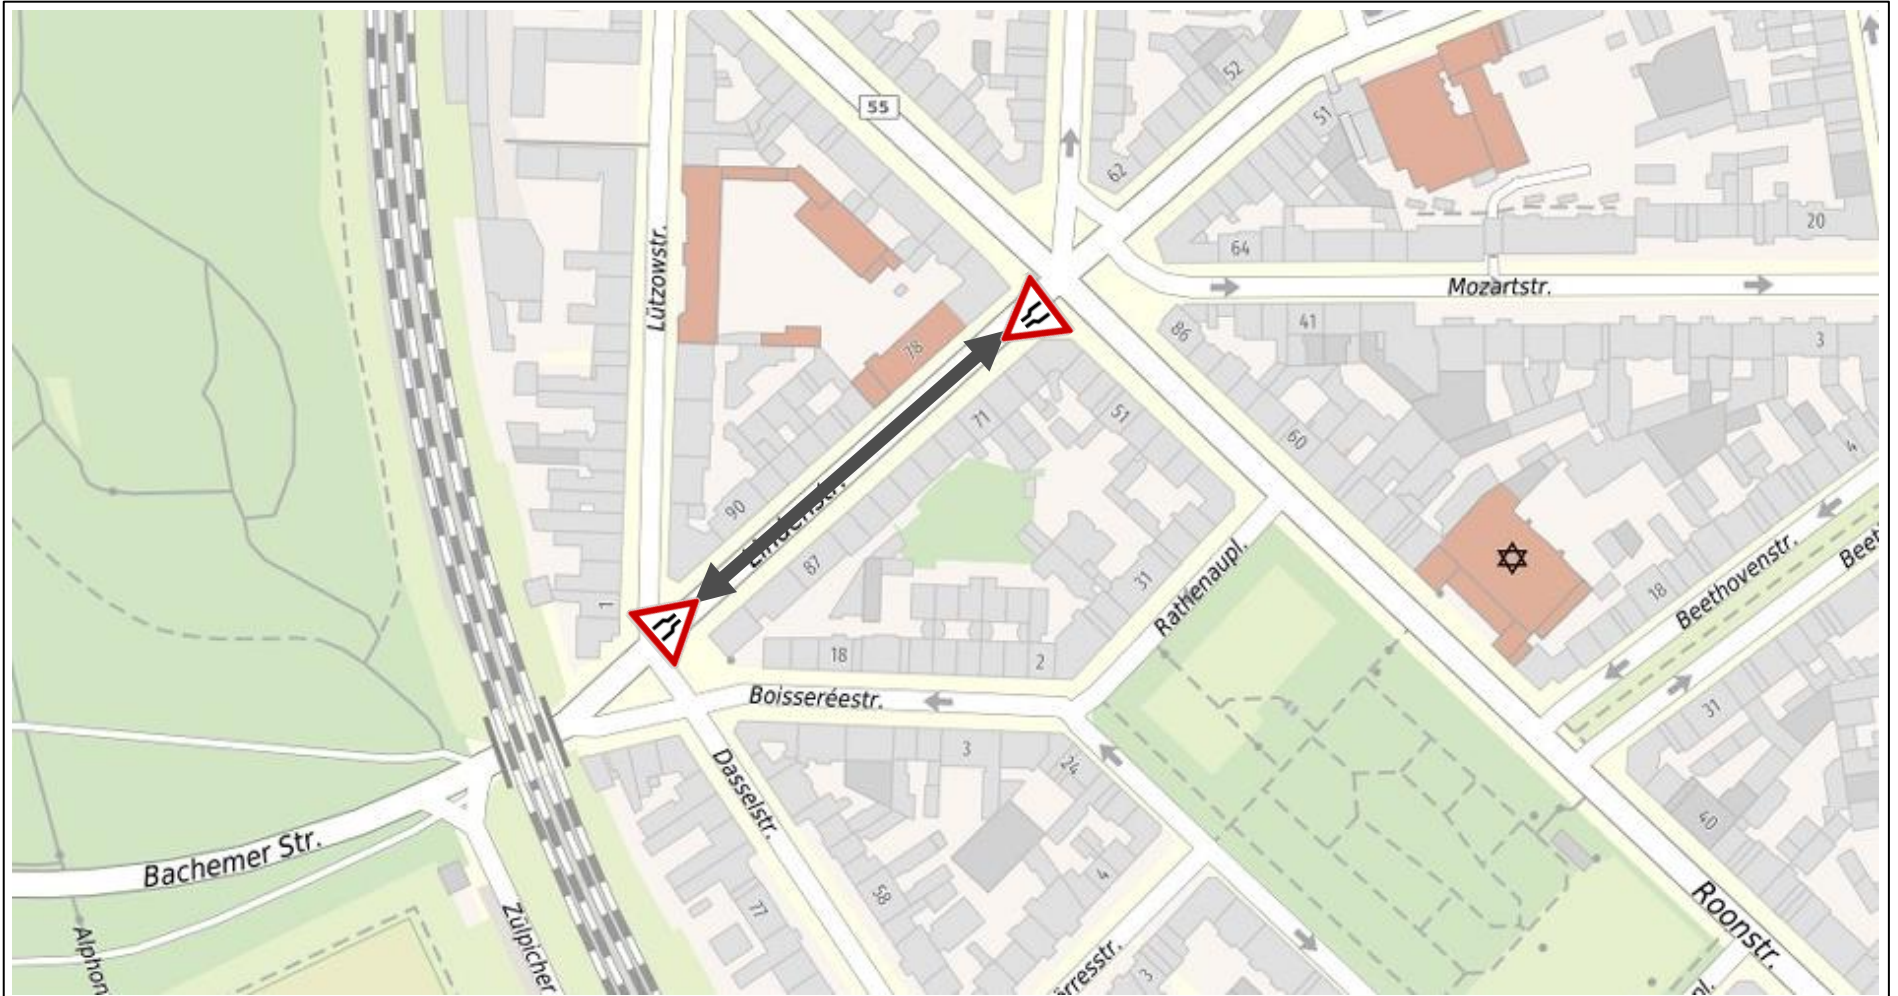 52
55
51
62
20
64
Lützowstr.
Mozartstr.
41
86
3
78
71
51
60
4
90
Lindenstr.
87
31
Rathenaupl.
18
Beethovenstr.
1
18
2
Boisseréestr.
3
24
31
Dasselstr.
40
Bachemer Str.
58
4
77
Roonstr.
Zülpicher
Alphon
3